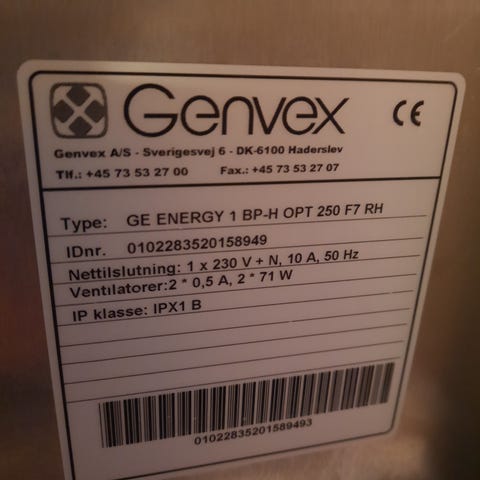 Genvex CE
Genvex A/S - Sverigesvej 6 - DK-6100 Haderslev
Tlf.: +45 73 53 27 00 Fax.: +45 73 53 27 07
Type: GE ENERGY 1 BP-H OPT 250 F7 RH
IDnr. 0102283520158949
Nettilslutning: 1 x 230 V + N, 10 A, 50 Hz
Ventilatorer:2 * 0,5 A, 2 * 71 W
IP klasse: IPX1 B
01022835201589493